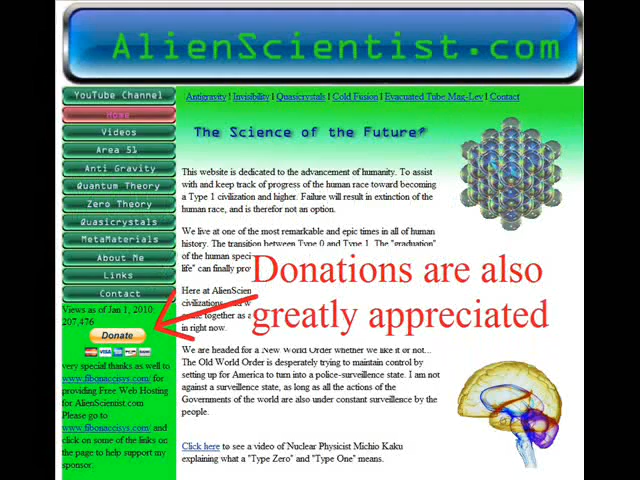 AlienScientist.com
YouTube Channel
Home
Videos
Area 51
Anti Gravity
Quantum Theory
Zero Theory
Quasicrystals
MetaMaterials
About Me
Links
Contact
Views as of Jan 1, 2010:
207,476
Donate
very special thanks as well to
www.fibonaccisys.com/ for
providing Free Web Hosting
for AlienScientist.com
Please go to
www.fibonaccisys.com/ and
click on some of the links on
the page to help support my
sponsor.
Antigravity | Invisibility | Quasicrystals | Cold Fusion | Evacuated Tube Mag-Lev | Contact
The Science of the Future?
This website is dedicated to the advancement of humanity. To assist
with and keep track of progress of the human race toward becoming
a Type 1 civilization and higher. Failure will result in extinction of the
human race, and is therefor not an option.
We live at one of the most remarkable and epic times in all of human
history. The transition between Type 0 and Type 1. The "graduation"
of the human speci
life" can finally prov
Here at AlienScien
civilizations
come together as a
in right now.
Donations are also
greatly appreciated
We are headed for a New World Order whether we like it or not...
The Old World Order is desperately trying to maintain control by
setting up for America to turn into a police-surveillence state. I am not
against a surveillence state, as long as all the actions of the
Governments of the world are also under constant surveillence by the
people.
Click here to see a video of Nuclear Physicist Michio Kaku
explaining what a "Type Zero" and "Type One" means.